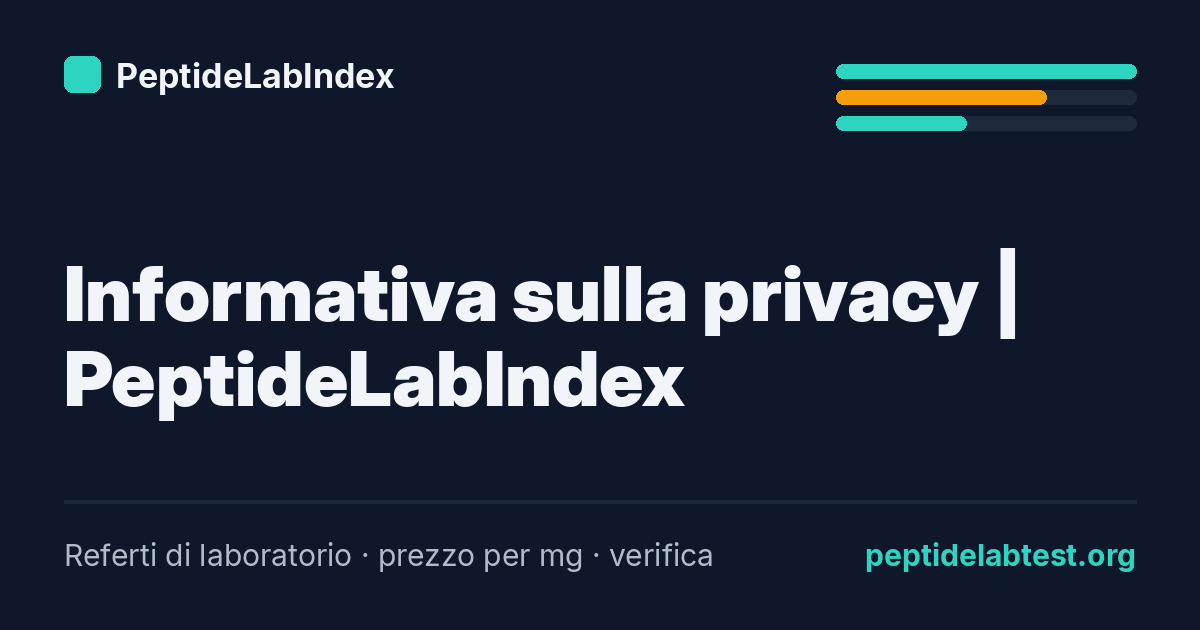 PeptideLabIndex
Informativa sulla privacy |
PeptideLabIndex
Referti di laboratorio · prezzo per mg · verifica
peptidelabtest.org